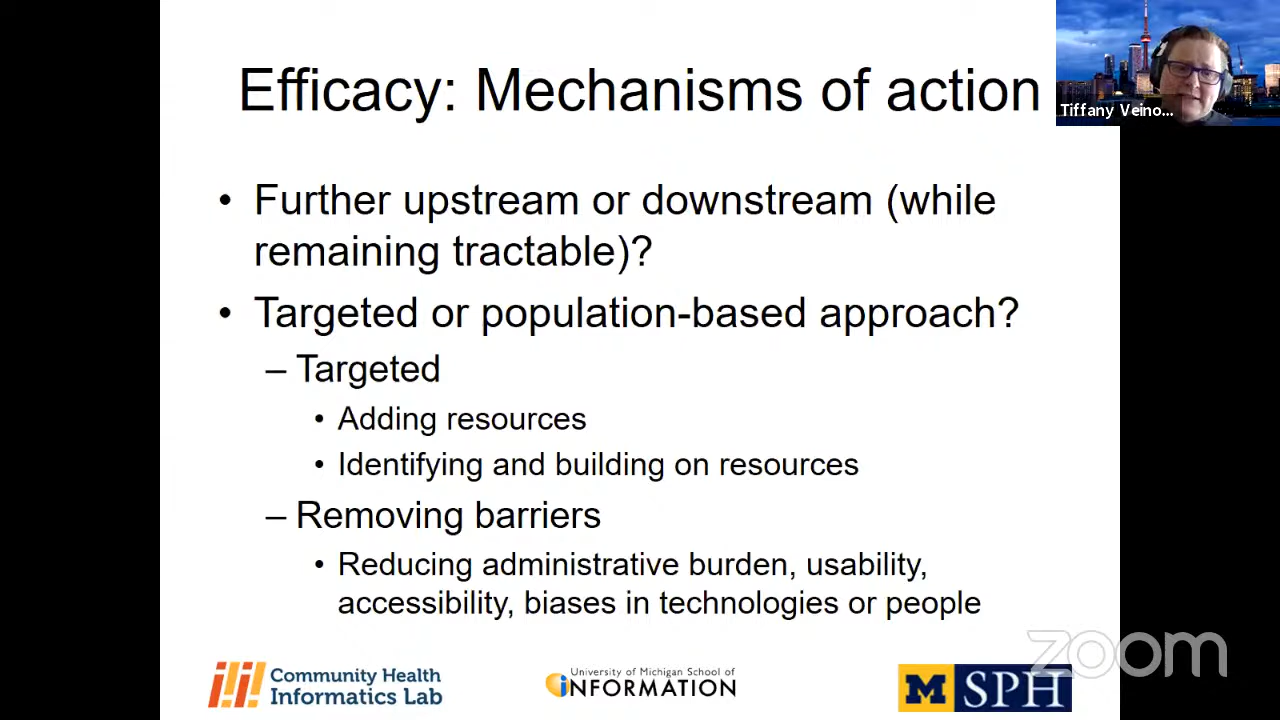 Efficacy: Mechanisms of action
Tiffany Veino...
• Further upstream or downstream (while
remaining tractable)?
• Targeted or population-based approach?
– Targeted
• Adding resources
• Identifying and building on resources
– Removing barriers
• Reducing administrative burden, usability,
accessibility, biases in technologies or people
Community Health
Informatics Lab
University of Michigan School of
iNFORMATION
M SPH
zoom